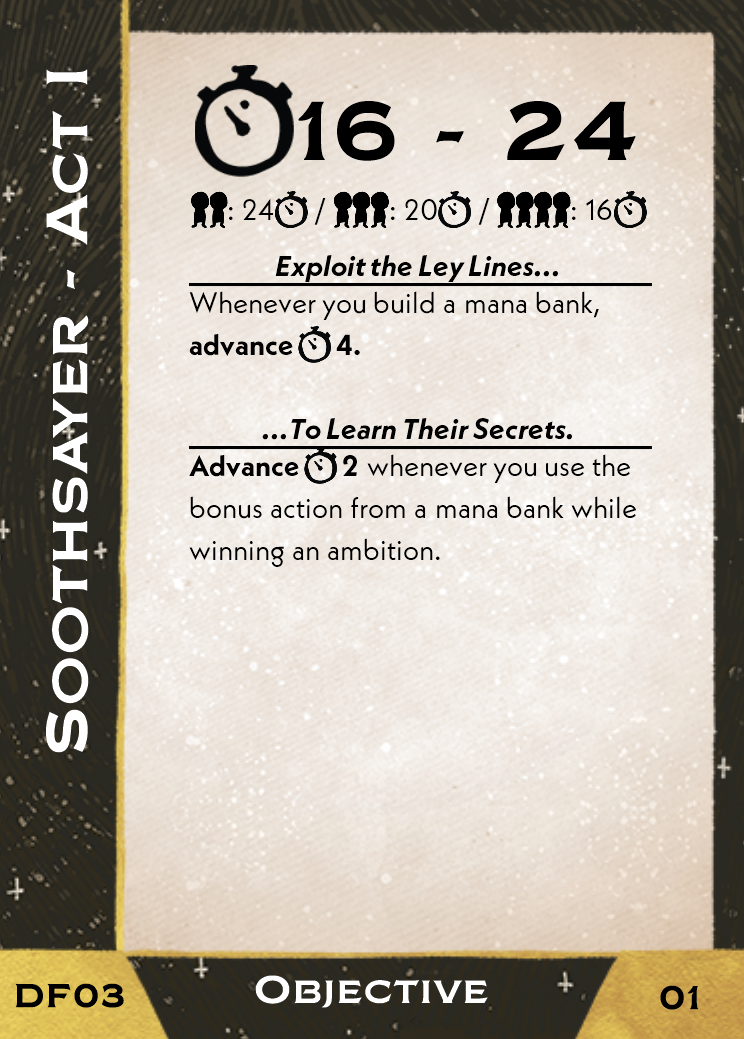 SOOTHSAYER - ACT I
16 - 24
: 24 / : 20 / : 16
Exploit the Ley Lines...
Whenever you build a mana bank,
advance 4.
...To Learn Their Secrets.
Advance 2 whenever you use the
bonus action from a mana bank while
winning an ambition.
DF03
OBJECTIVE
01